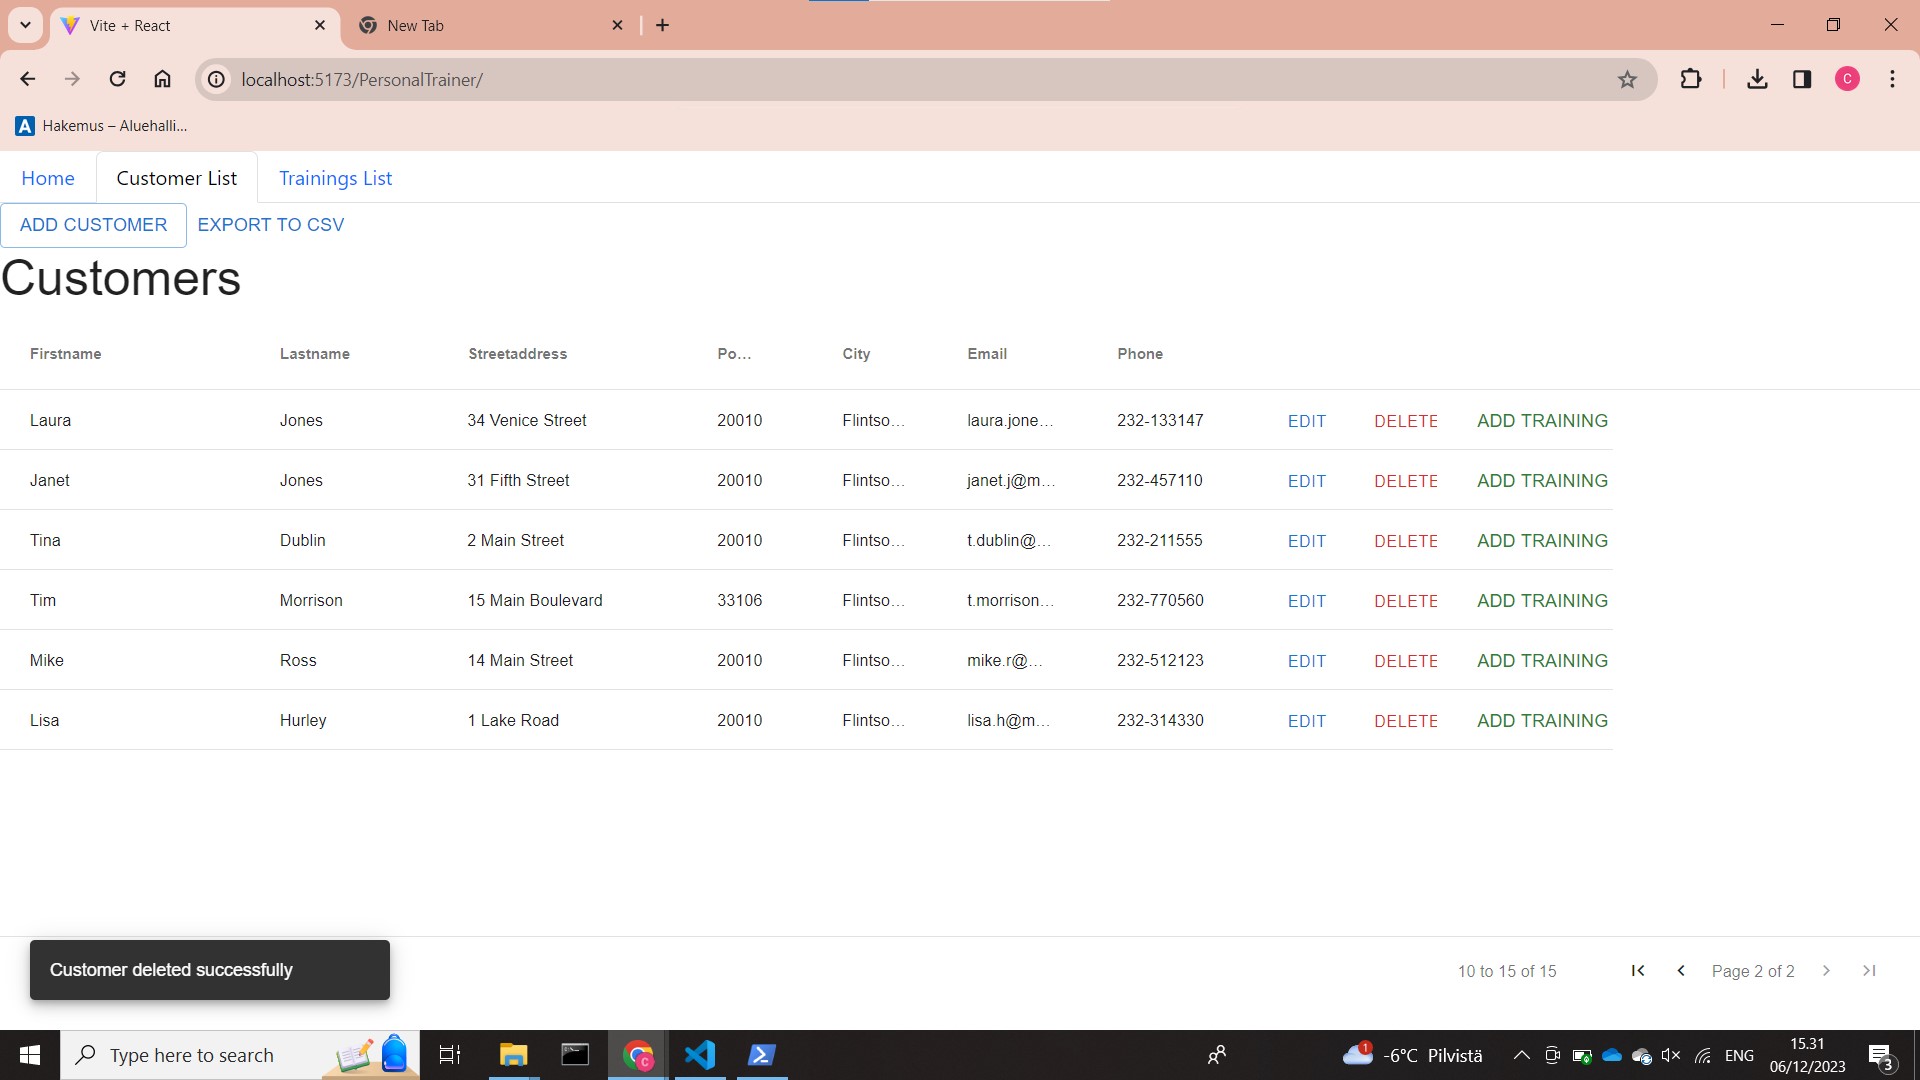 Vite + React
New Tab
localhost:5173/PersonalTrainer/
C
A Hakemus – Aluehalli...
Home
Customer List
Trainings List
ADD CUSTOMER
EXPORT TO CSV
Customers
Firstname Lastname Streetaddress Po... City Email Phone
Laura Jones 34 Venice Street 20010 Flintso... laura.jone... 232-133147 EDIT DELETE ADD TRAINING
Janet Jones 31 Fifth Street 20010 Flintso... janet.j@m... 232-457110 EDIT DELETE ADD TRAINING
Tina Dublin 2 Main Street 20010 Flintso... t.dublin@... 232-211555 EDIT DELETE ADD TRAINING
Tim Morrison 15 Main Boulevard 33106 Flintso... t.morrison... 232-770560 EDIT DELETE ADD TRAINING
Mike Ross 14 Main Street 20010 Flintso... mike.r@... 232-512123 EDIT DELETE ADD TRAINING
Lisa Hurley 1 Lake Road 20010 Flintso... lisa.h@m... 232-314330 EDIT DELETE ADD TRAINING
Customer deleted successfully
10 to 15 of 15
Page 2 of 2
Type here to search
C
1
-6°C Pilvistä
ENG
15.31
06/12/2023
3